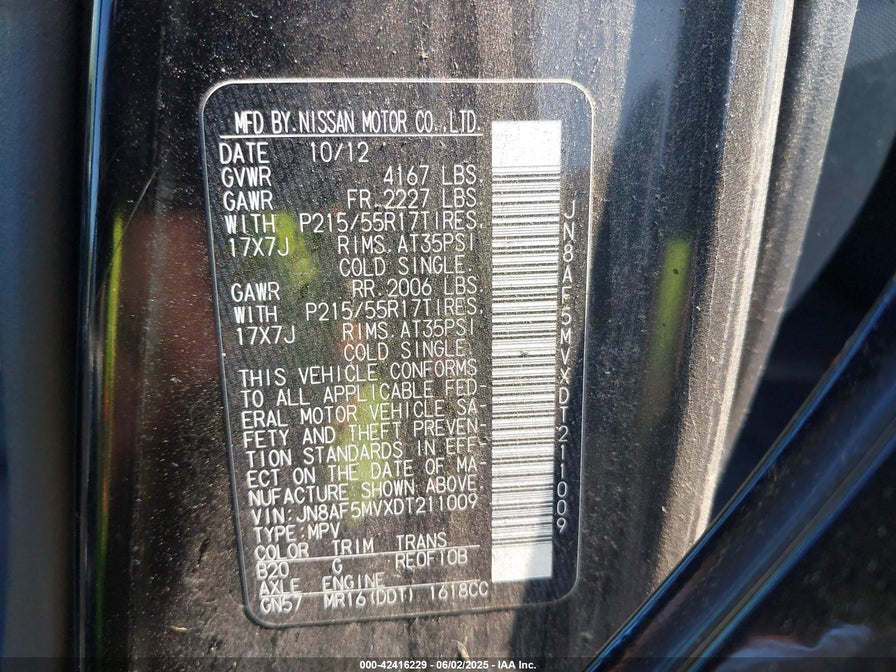 MFD BY.NISSAN MOTOR CO.,LTD.
DATE 10/12
GVWR 4167 LBS.
GAWR FR.2227 LBS.
WITH P215/55R17TIRES.
17X7J RIMS.AT35PSI
COLD SINGLE.
GAWR RR.2006 LBS.
WITH P215/55R17TIRES.
17X7J RIMS.AT35PSI
COLD SINGLE.
THIS VEHICLE CONFORMS
TO ALL APPLICABLE FED-
ERAL MOTOR VEHICLE SA-
FETY AND THEFT PREVEN-
TION STANDARDS IN EFF-
ECT ON THE DATE OF MA-
NUFACTURE SHOWN ABOVE
VIN:JN8AF5MVXDT211009
TYPE:MPV
COLOR TRIM TRANS
B20 G RE0F10B
AXLE ENGINE
GN57 MR16(DDT) 1618CC
JN8AF5MVXDT211009
000-42416229 - 06/02/2025 - IAA Inc.